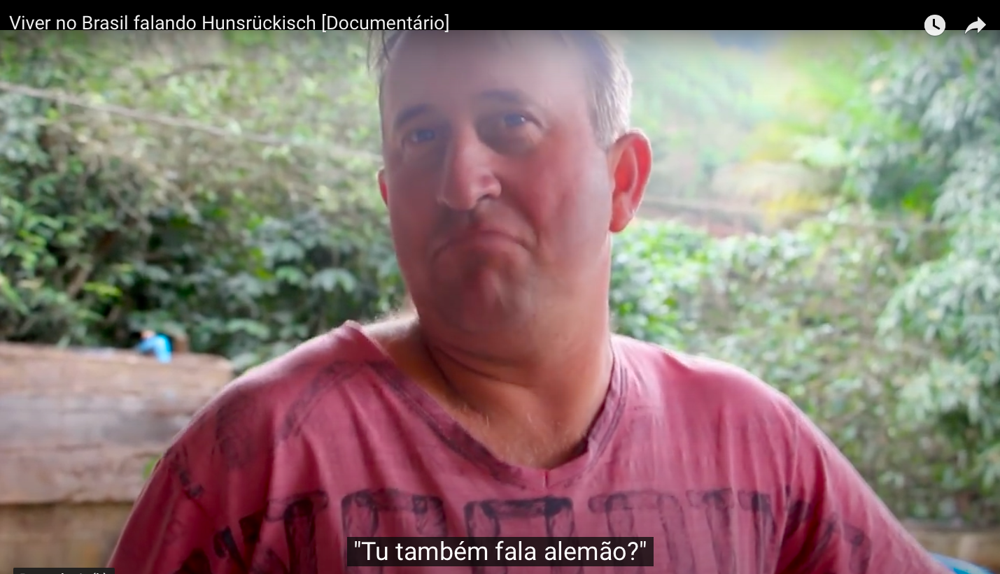 Viver no Brasil falando Hunsrückisch [Documentário]
"Tu também fala alemão?"